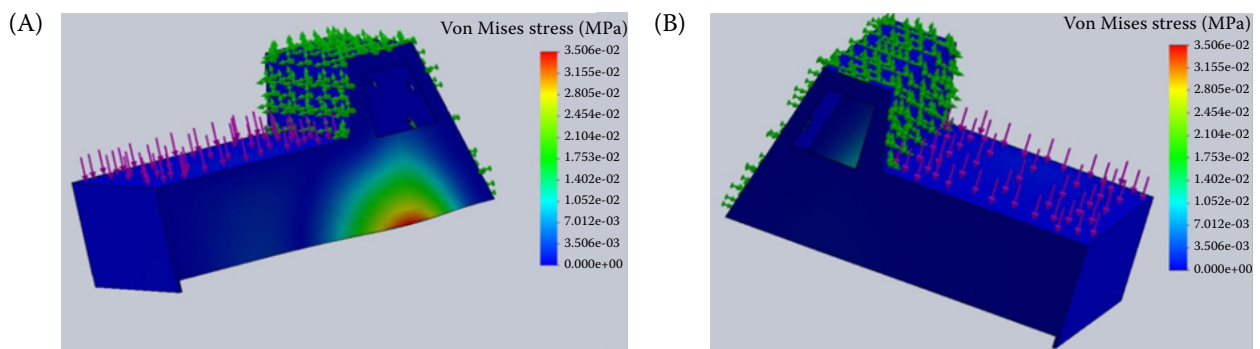 (A)
Von Mises stress (MPa)
3.506e-02
3.155e-02
2.805e-02
2.454e-02
2.104e-02
1.753e-02
1.402e-02
1.052e-02
7.012e-03
3.506e-03
0.000e+00
(B)
Von Mises stress (MPa)
3.506e-02
3.155e-02
2.805e-02
2.454e-02
2.104e-02
1.753e-02
1.402e-02
1.052e-02
7.012e-03
3.506e-03
0.000e+00